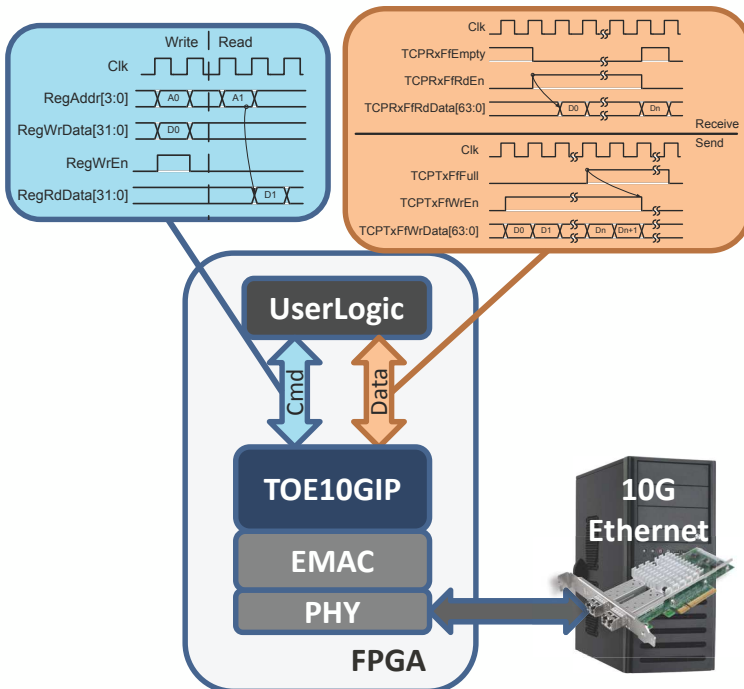 Write Read
Clk
RegAddr[3:0] A0 A1
RegWrData[31:0] D0
RegWrEn
RegRdData[31:0] D1
Clk
TCPRxFfEmpty
TCPRxFfRdEn
TCPRxFfRdData[63:0] D0 Dn
Receive
Send
Clk
TCPTxFfFull
TCPTxFfWrEn
TCPTxFfWrData[63:0] D0 D1 Dn Dn+1
UserLogic
Cmd
Data
TOE10GIP
EMAC
PHY
FPGA
10G
Ethernet